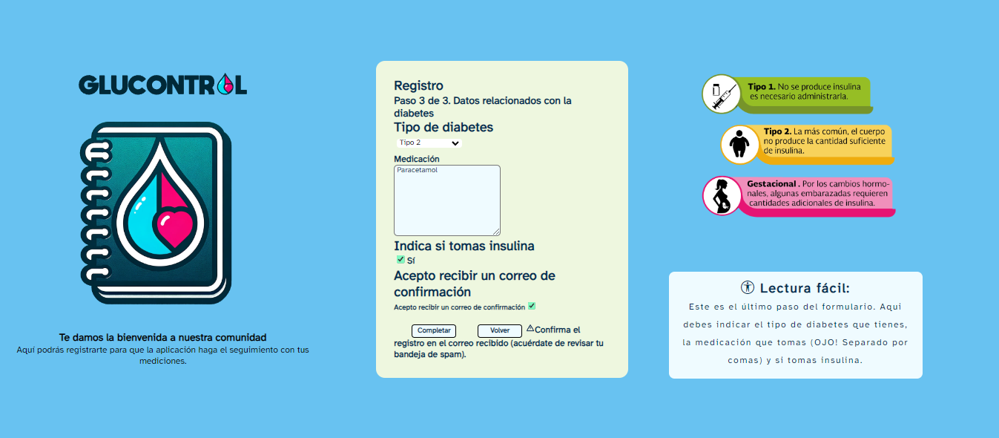 GLUCONTROL
Te damos la bienvenida a nuestra comunidad
Aquí podrás registrarte para que la aplicación haga el seguimiento con tus
mediciones.
Registro
Paso 3 de 3. Datos relacionados con la
diabetes
Tipo de diabetes
Tipo 2
Medicación
Paracetamol
Indica si tomas insulina
Sí
Acepto recibir un correo de
confirmación
Acepto recibir un correo de confirmación
Completar Volver ⚠Confirma el
registro en el correo recibido (acuérdate de revisar tu
bandeja de spam).
Tipo 1. No se produce insulina
es necesario administrarla.
Tipo 2. La más común, el cuerpo
no produce la cantidad suficiente
de insulina.
Gestacional . Por los cambios hormo-
nales, algunas embarazadas requieren
cantidades adicionales de insulina.
Lectura fácil:
Este es el último paso del formulario. Aqui
debes indicar el tipo de diabetes que tienes,
la medicación que tomas (OJO! Separado por
comas) y si tomas insulina.